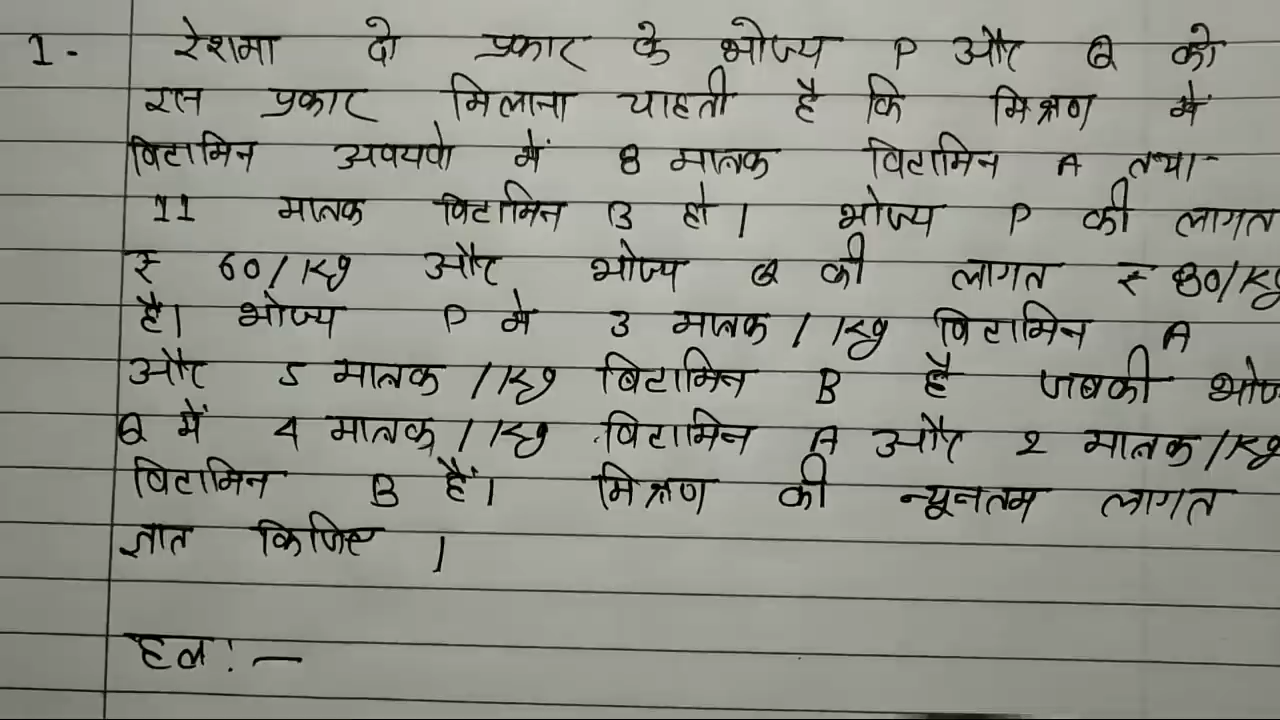 1. रेशमा दो प्रकार के भोज्य P और Q को
इस प्रकार मिलाना चाहती है कि मिश्रण में
विटामिन अवयवो में 8 मात्रक विटामिन A तथा
11 मात्रक विटामिन B हो। भोज्य P की लागत
₹ 60/Kg और भोज्य Q की लागत ₹ 80/Kg
है। भोज्य P मे 3 मात्रक / Kg विटामिन A
और 5 मात्रक / Kg विटामिन B है जबकी भोज
Q में 4 मात्रक / Kg विटामिन A और 2 मात्रक/Kg
विटामिन B हैं। मिश्रण की न्यूनतम लागत
ज्ञात किजिए ।
हल :—